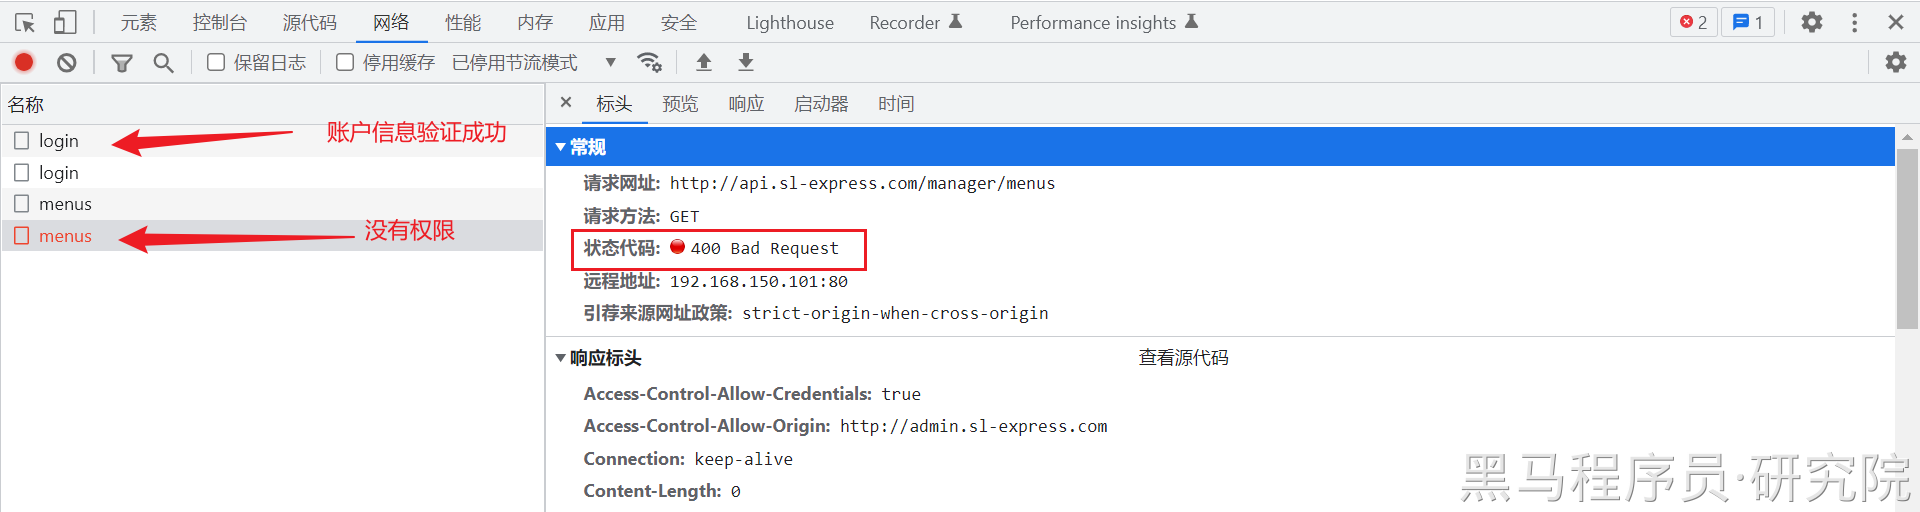 元素 控制台 源代码 网络 性能 内存 应用 安全 Lighthouse Recorder Performance insights 2 1
保留日志 停用缓存 已停用节流模式
名称
login
账户信息验证成功
login
menus
menus
没有权限
标头 预览 响应 启动器 时间
常规
请求网址: http://api.sl-express.com/manager/menus
请求方法: GET
状态代码: 400 Bad Request
远程地址: 192.168.150.101:80
引荐来源网址政策: strict-origin-when-cross-origin
响应标头 查看源代码
Access-Control-Allow-Credentials: true
Access-Control-Allow-Origin: http://admin.sl-express.com
Connection: keep-alive
Content-Length: 0
黑马程序员·研究院